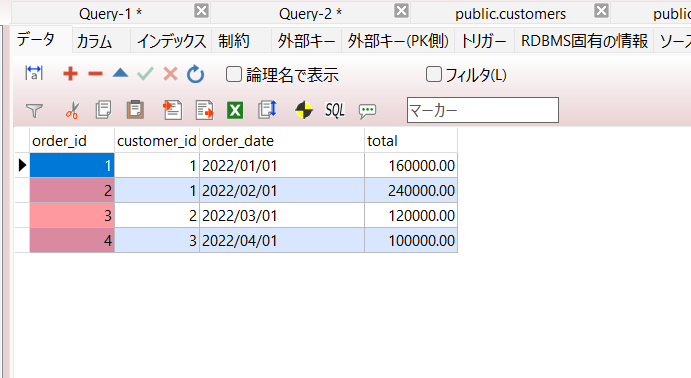 Query-1 * Query-2 * public.customers publi
データ カラム インデックス 制約 外部キー 外部キー(PK側) トリガー RDBMS固有の情報 ソース
|a| 論理名で表示 フィルタ(L)
SQL マーカー
order_id customer_id order_date total
1 1 2022/01/01 160000.00
2 1 2022/02/01 240000.00
3 2 2022/03/01 120000.00
4 3 2022/04/01 100000.00